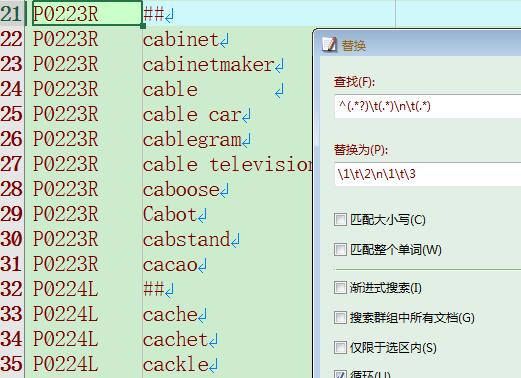 21 P0223R ##
22 P0223R cabinet
23 P0223R cabinetmaker
24 P0223R cable
25 P0223R cable car
26 P0223R cablegram
27 P0223R cable television
28 P0223R caboose
29 P0223R Cabot
30 P0223R cabstand
31 P0223R cacao
32 P0224L ##
33 P0224L cache
34 P0224L cachet
35 P0224L cackle
替换
查找(F):
^(.*?)\t(.*)\n\t(.*)
替换为(P):
\1\t\2\n\1\t\3
匹配大小写(C)
匹配整个单词(W)
渐进式搜索(I)
搜索群组中所有文档(G)
仅限于选区内(S)
循环(U)